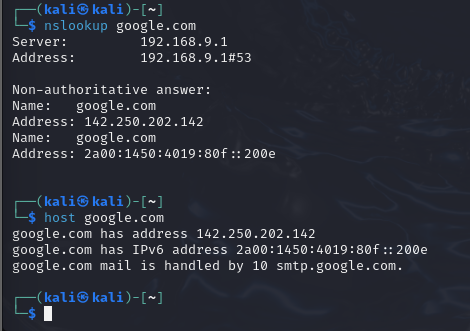 ┌──(kali㉿kali)-[~]
└─$ nslookup google.com
Server:         192.168.9.1
Address:        192.168.9.1#53

Non-authoritative answer:
Name:   google.com
Address: 142.250.202.142
Name:   google.com
Address: 2a00:1450:4019:80f::200e

┌──(kali㉿kali)-[~]
└─$ host google.com
google.com has address 142.250.202.142
google.com has IPv6 address 2a00:1450:4019:80f::200e
google.com mail is handled by 10 smtp.google.com.

┌──(kali㉿kali)-[~]
└─$